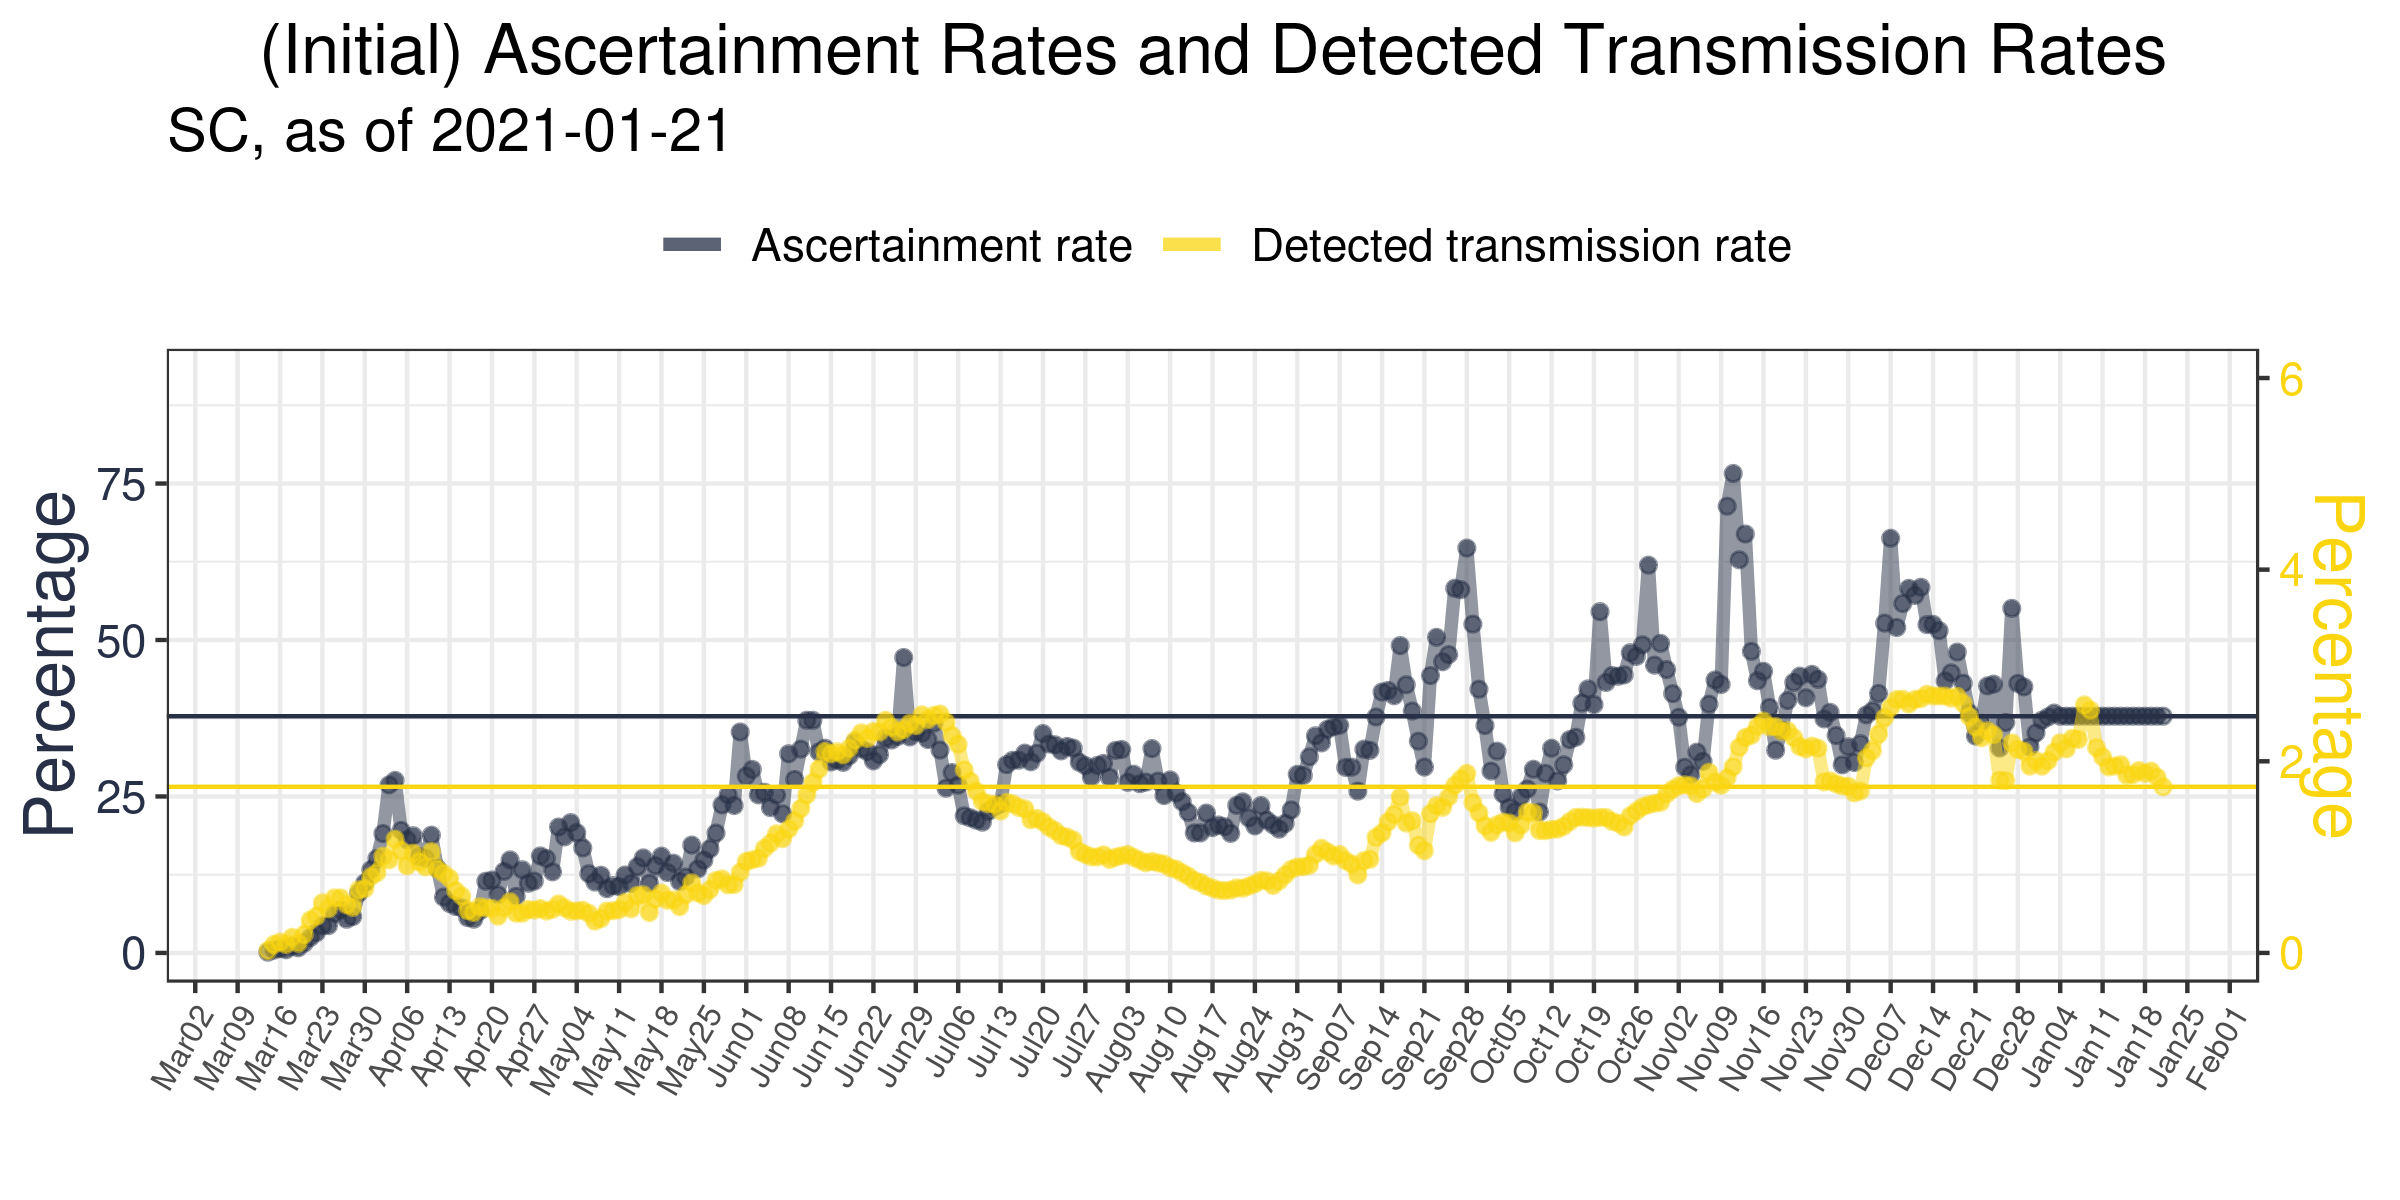 (Initial) Ascertainment Rates and Detected Transmission Rates
SC, as of 2021-01-21
Ascertainment rate Detected transmission rate
Percentage
75
50
25
0
6
4
2
0
Percentage
Mar02 Mar09 Mar16 Mar23 Mar30 Apr06 Apr13 Apr20 Apr27 May04 May11 May18 May25 Jun01 Jun08 Jun15 Jun22 Jun29 Jul06 Jul13 Jul20 Jul27 Aug03 Aug10 Aug17 Aug24 Aug31 Sep07 Sep14 Sep21 Sep28 Oct05 Oct12 Oct19 Oct26 Nov02 Nov09 Nov16 Nov23 Nov30 Dec07 Dec14 Dec21 Dec28 Jan04 Jan11 Jan18 Jan25 Feb01